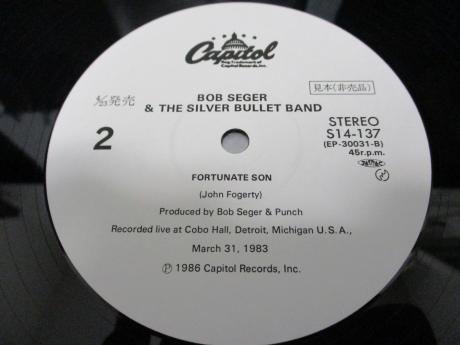 Capitol
Reg. Trademark of
Capitol Records, Inc.
発売
見本(非売品)
BOB SEGER
& THE SILVER BULLET BAND
2
STEREO
S14-137
(EP-30031-B)
45r.p.m.
FORTUNATE SON
(John Fogerty)
Produced by Bob Seger & Punch
Recorded live at Cobo Hall, Detroit, Michigan U.S.A.,
March 31, 1983
℗ 1986 Capitol Records, Inc.